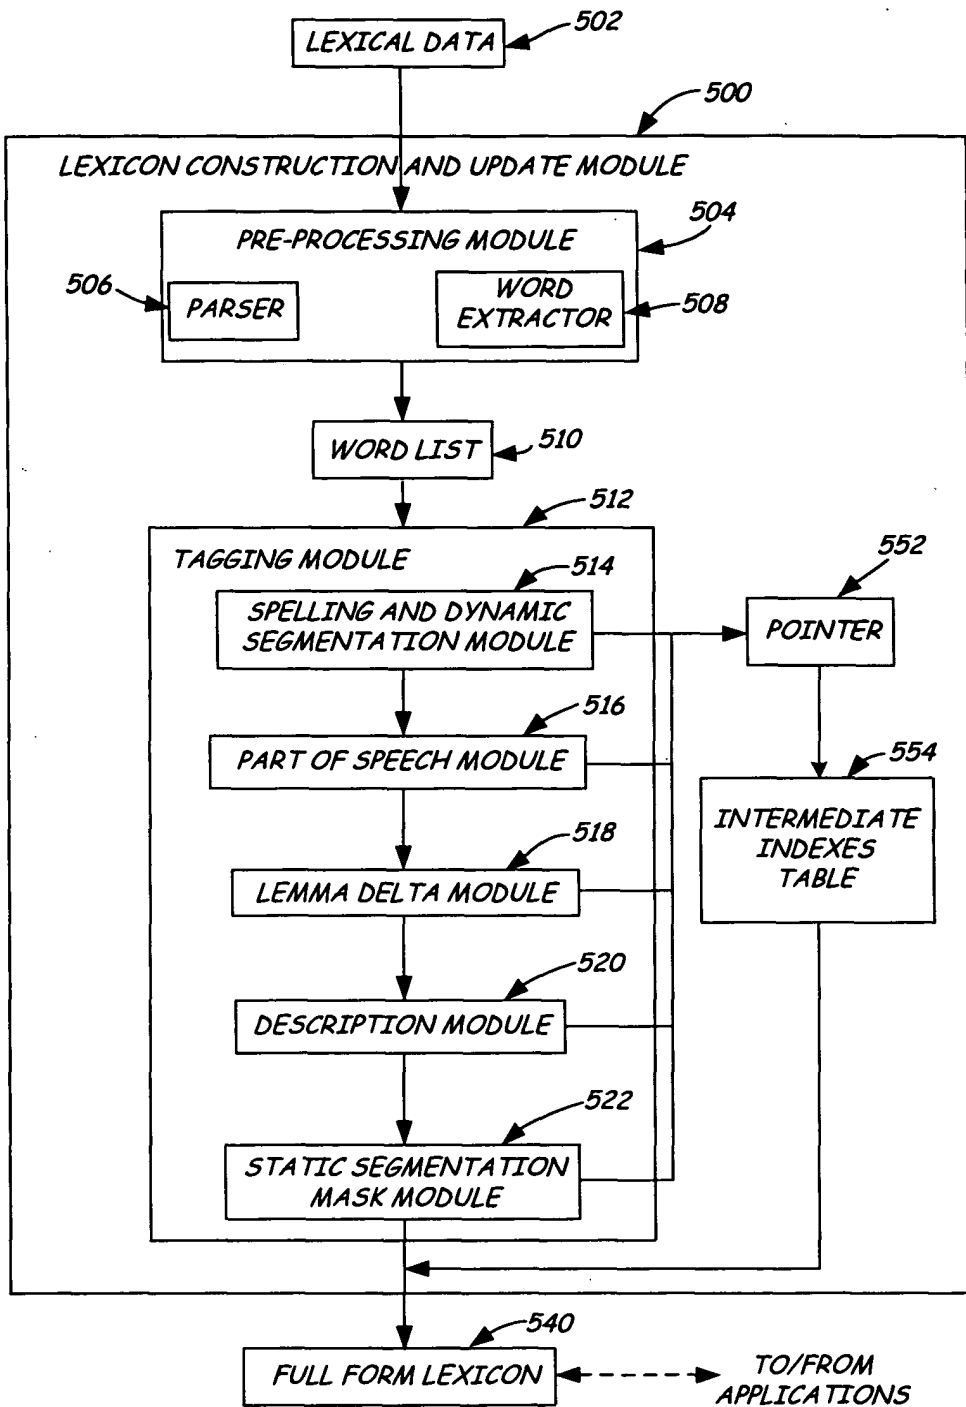 502
LEXICAL DATA
500
LEXICON CONSTRUCTION AND UPDATE MODULE
504
PRE-PROCESSING MODULE
506
PARSER
WORD
EXTRACTOR
508
WORD LIST
510
512
TAGGING MODULE
514
SPELLING AND DYNAMIC
SEGMENTATION MODULE
552
POINTER
516
PART OF SPEECH MODULE
554
INTERMEDIATE
INDEXES
TABLE
518
LEMMA DELTA MODULE
520
DESCRIPTION MODULE
522
STATIC SEGMENTATION
MASK MODULE
540
FULL FORM LEXICON
TO/FROM
APPLICATIONS